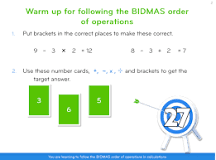 Warm up for following the BIDMAS order
of operations
1. Put brackets in the correct places to make these correct.
9 - 3 × 2 = 12 8 - 3 + 2 = 7
2. Use these number cards, +, -, ×, ÷ and brackets to get the
target answer.
3 6 5
27
You are learning to follow the BIDMAS order of operations in calculations